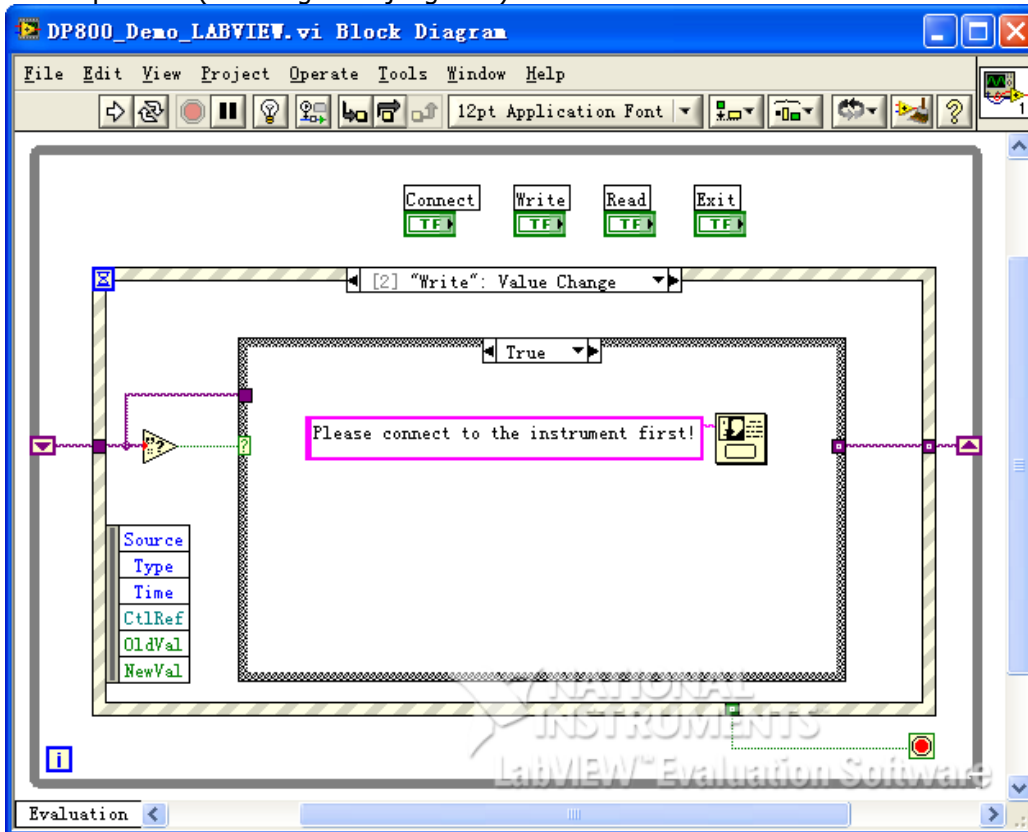 DP800_Demo_LABVIEW.vi Block Diagram
File Edit View Project Operate Tools Window Help
12pt Application Font
Connect Write Read Exit
TF TF TF TF
[2] "Write": Value Change
True
?
Please connect to the instrument first!
?
Source
Type
Time
CtlRef
OldVal
NewVal
NATIONAL
INSTRUMENTS
i
LabVIEW™ Evaluation Software
Evaluation